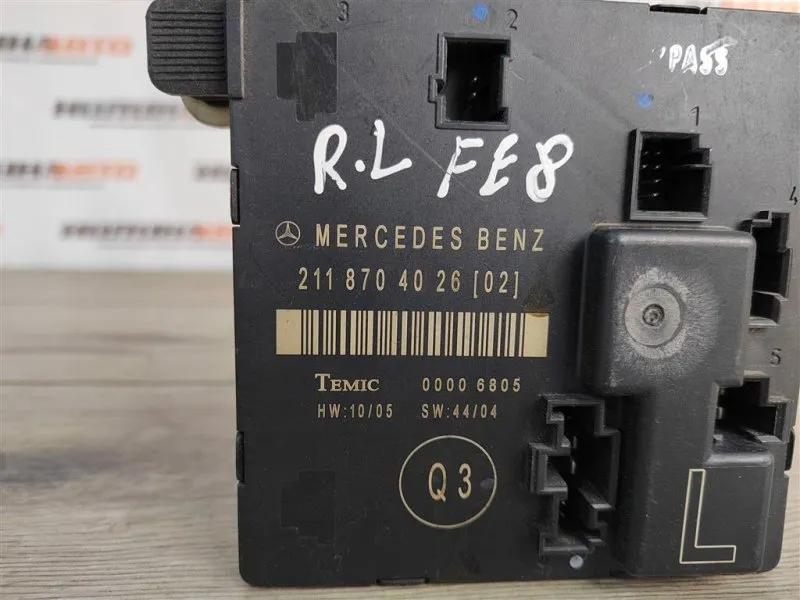 3
2
PASS
1
R.L FE8
4
MERCEDES BENZ
211 870 40 26 [02]
5
TEMIC 0000 6805
HW:10/05 SW:44/04
Q3
L